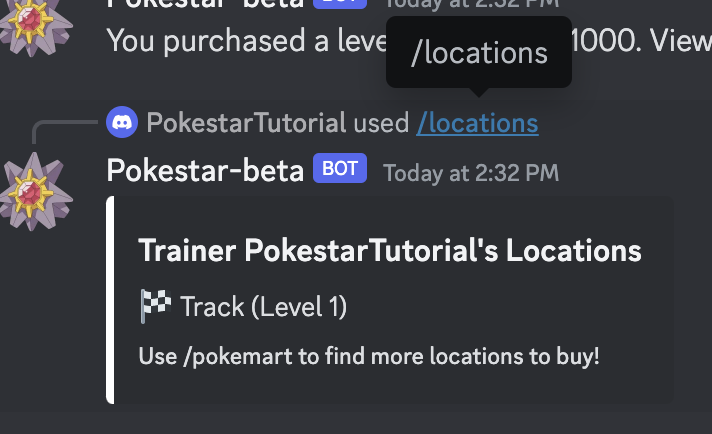 Pokestar-beta BOT Today at 2:32 PM
You purchased a leve 1000. View
/locations
PokestarTutorial used /locations
Pokestar-beta BOT Today at 2:32 PM
Trainer PokestarTutorial's Locations
Track (Level 1)
Use /pokemart to find more locations to buy!